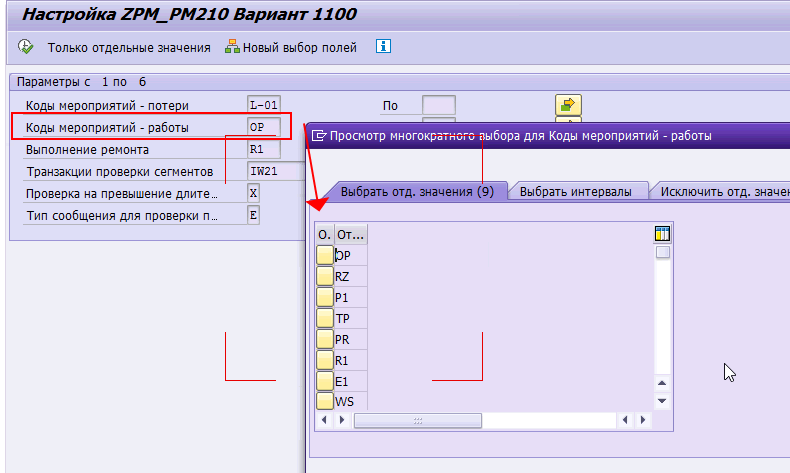 Настройка ZPM_PM210 Вариант 1100
Только отдельные значения Новый выбор полей
Параметры с 1 по 6
Коды мероприятий - потери L-01 По
Коды мероприятий - работы OP
Выполнение ремонта R1
Транзакции проверки сегментов IW21
Проверка на превышение длите... X
Тип сообщения для проверки п... E
Просмотр многократного выбора для Коды мероприятий - работы
Выбрать отд. значения (9) Выбрать интервалы Исключить отд. значен
О. От...
OP
RZ
P1
TP
PR
R1
E1
WS